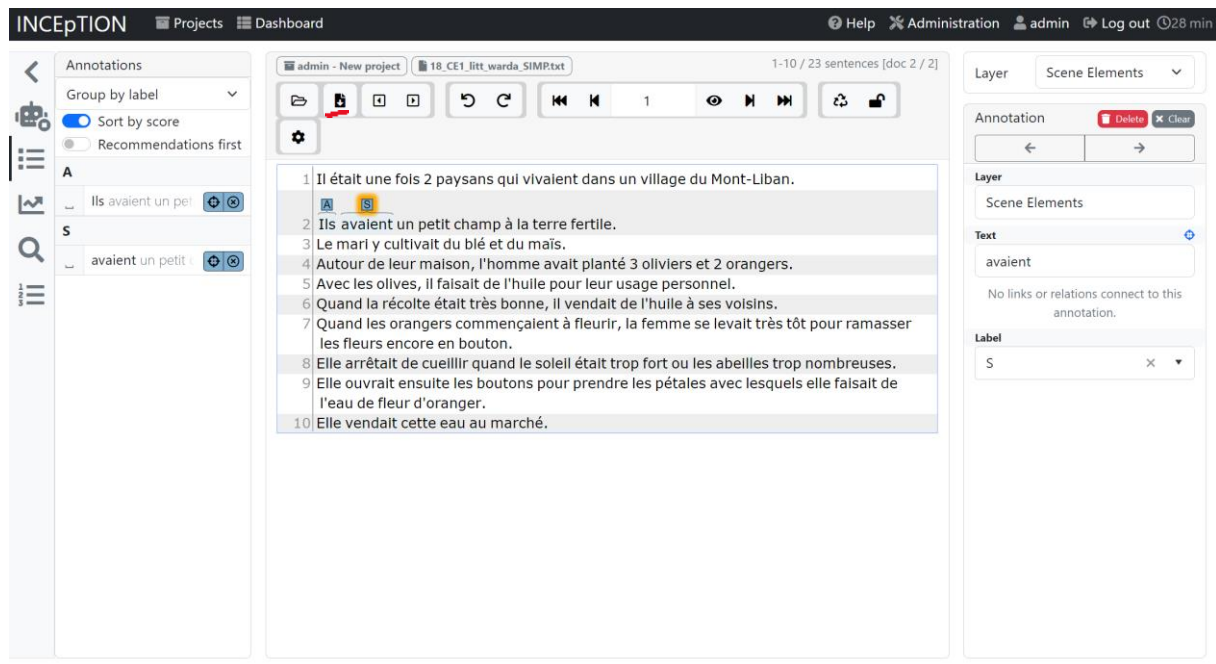 INCEpTION Projects Dashboard Help Administration admin Log out 28 min
Annotations
Group by label
Sort by score
Recommendations first
A
Ils avaient un pet
S
avaient un petit
admin - New project 18_CE1_litt_warda_SIMP.txt 1-10 / 23 sentences [doc 2 / 2]
1
A S
1 Il était une fois 2 paysans qui vivaient dans un village du Mont-Liban.
2 Ils avaient un petit champ à la terre fertile.
3 Le mari y cultivait du blé et du maïs.
4 Autour de leur maison, l'homme avait planté 3 oliviers et 2 orangers.
5 Avec les olives, il faisait de l'huile pour leur usage personnel.
6 Quand la récolte était très bonne, il vendait de l'huile à ses voisins.
7 Quand les orangers commençaient à fleurir, la femme se levait très tôt pour ramasser
les fleurs encore en bouton.
8 Elle arrêtait de cueillir quand le soleil était trop fort ou les abeilles trop nombreuses.
9 Elle ouvrait ensuite les boutons pour prendre les pétales avec lesquels elle faisait de
l'eau de fleur d'oranger.
10 Elle vendait cette eau au marché.
Layer Scene Elements
Annotation Delete Clear
Layer
Scene Elements
Text
avaient
No links or relations connect to this
annotation.
Label
S